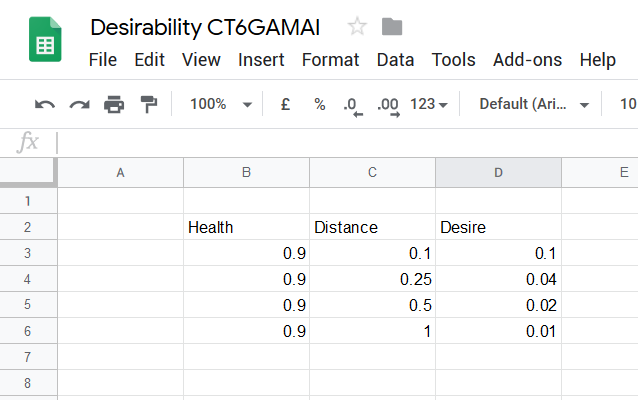 Desirability CT6GAMAI
File Edit View Insert Format Data Tools Add-ons Help
100% £ % .0 .00 123 Default (Ari... 10
fx
A B C D E
1
2 Health Distance Desire
3 0.9 0.1 0.1
4 0.9 0.25 0.04
5 0.9 0.5 0.02
6 0.9 1 0.01
7
8